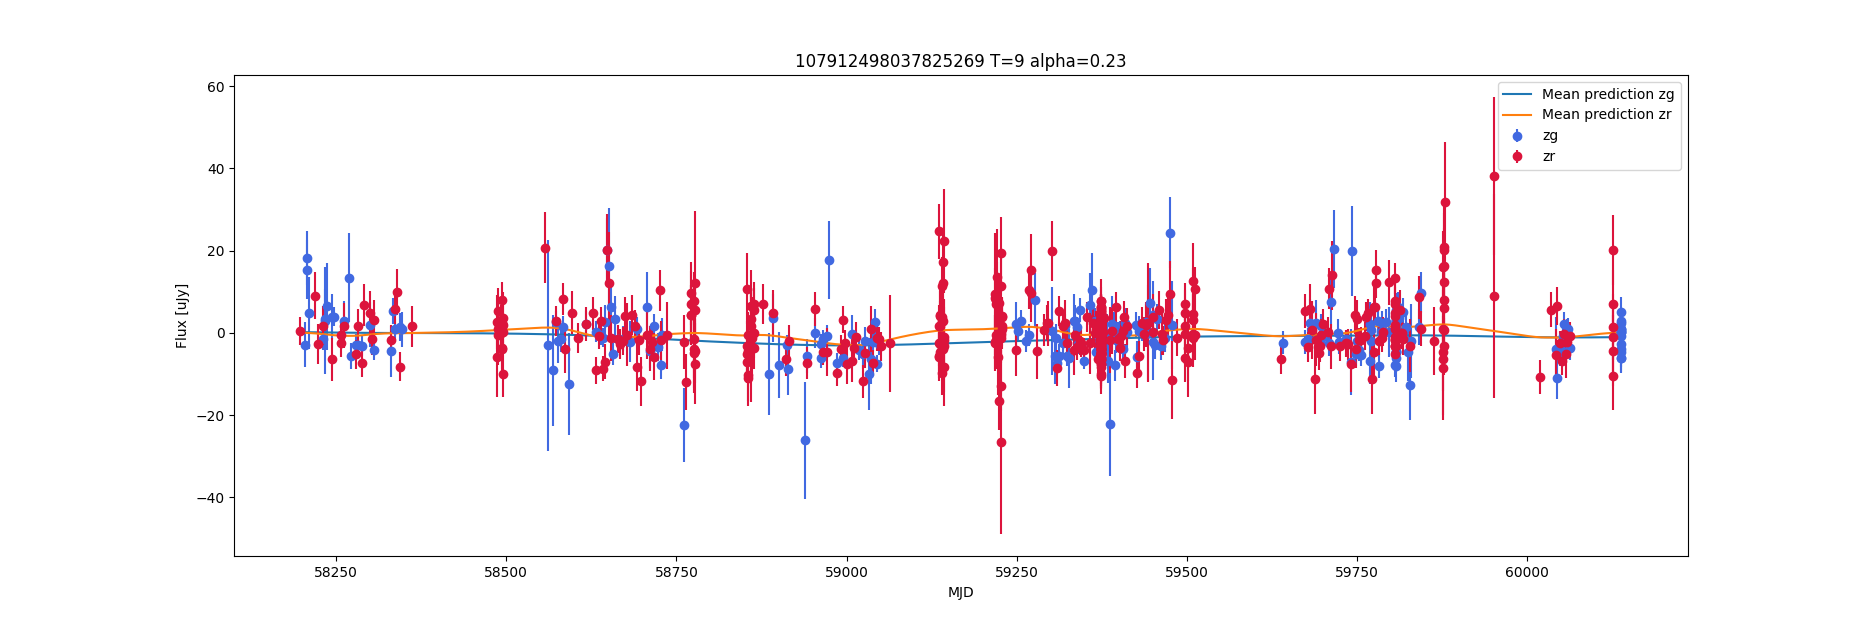 107912498037825269 T=9 alpha=0.23
60
40
20
0
−20
−40
Flux [uJy]
58250
58500
58750
59000
59250
59500
59750
60000
MJD
Mean prediction zg
Mean prediction zr
zg
zr